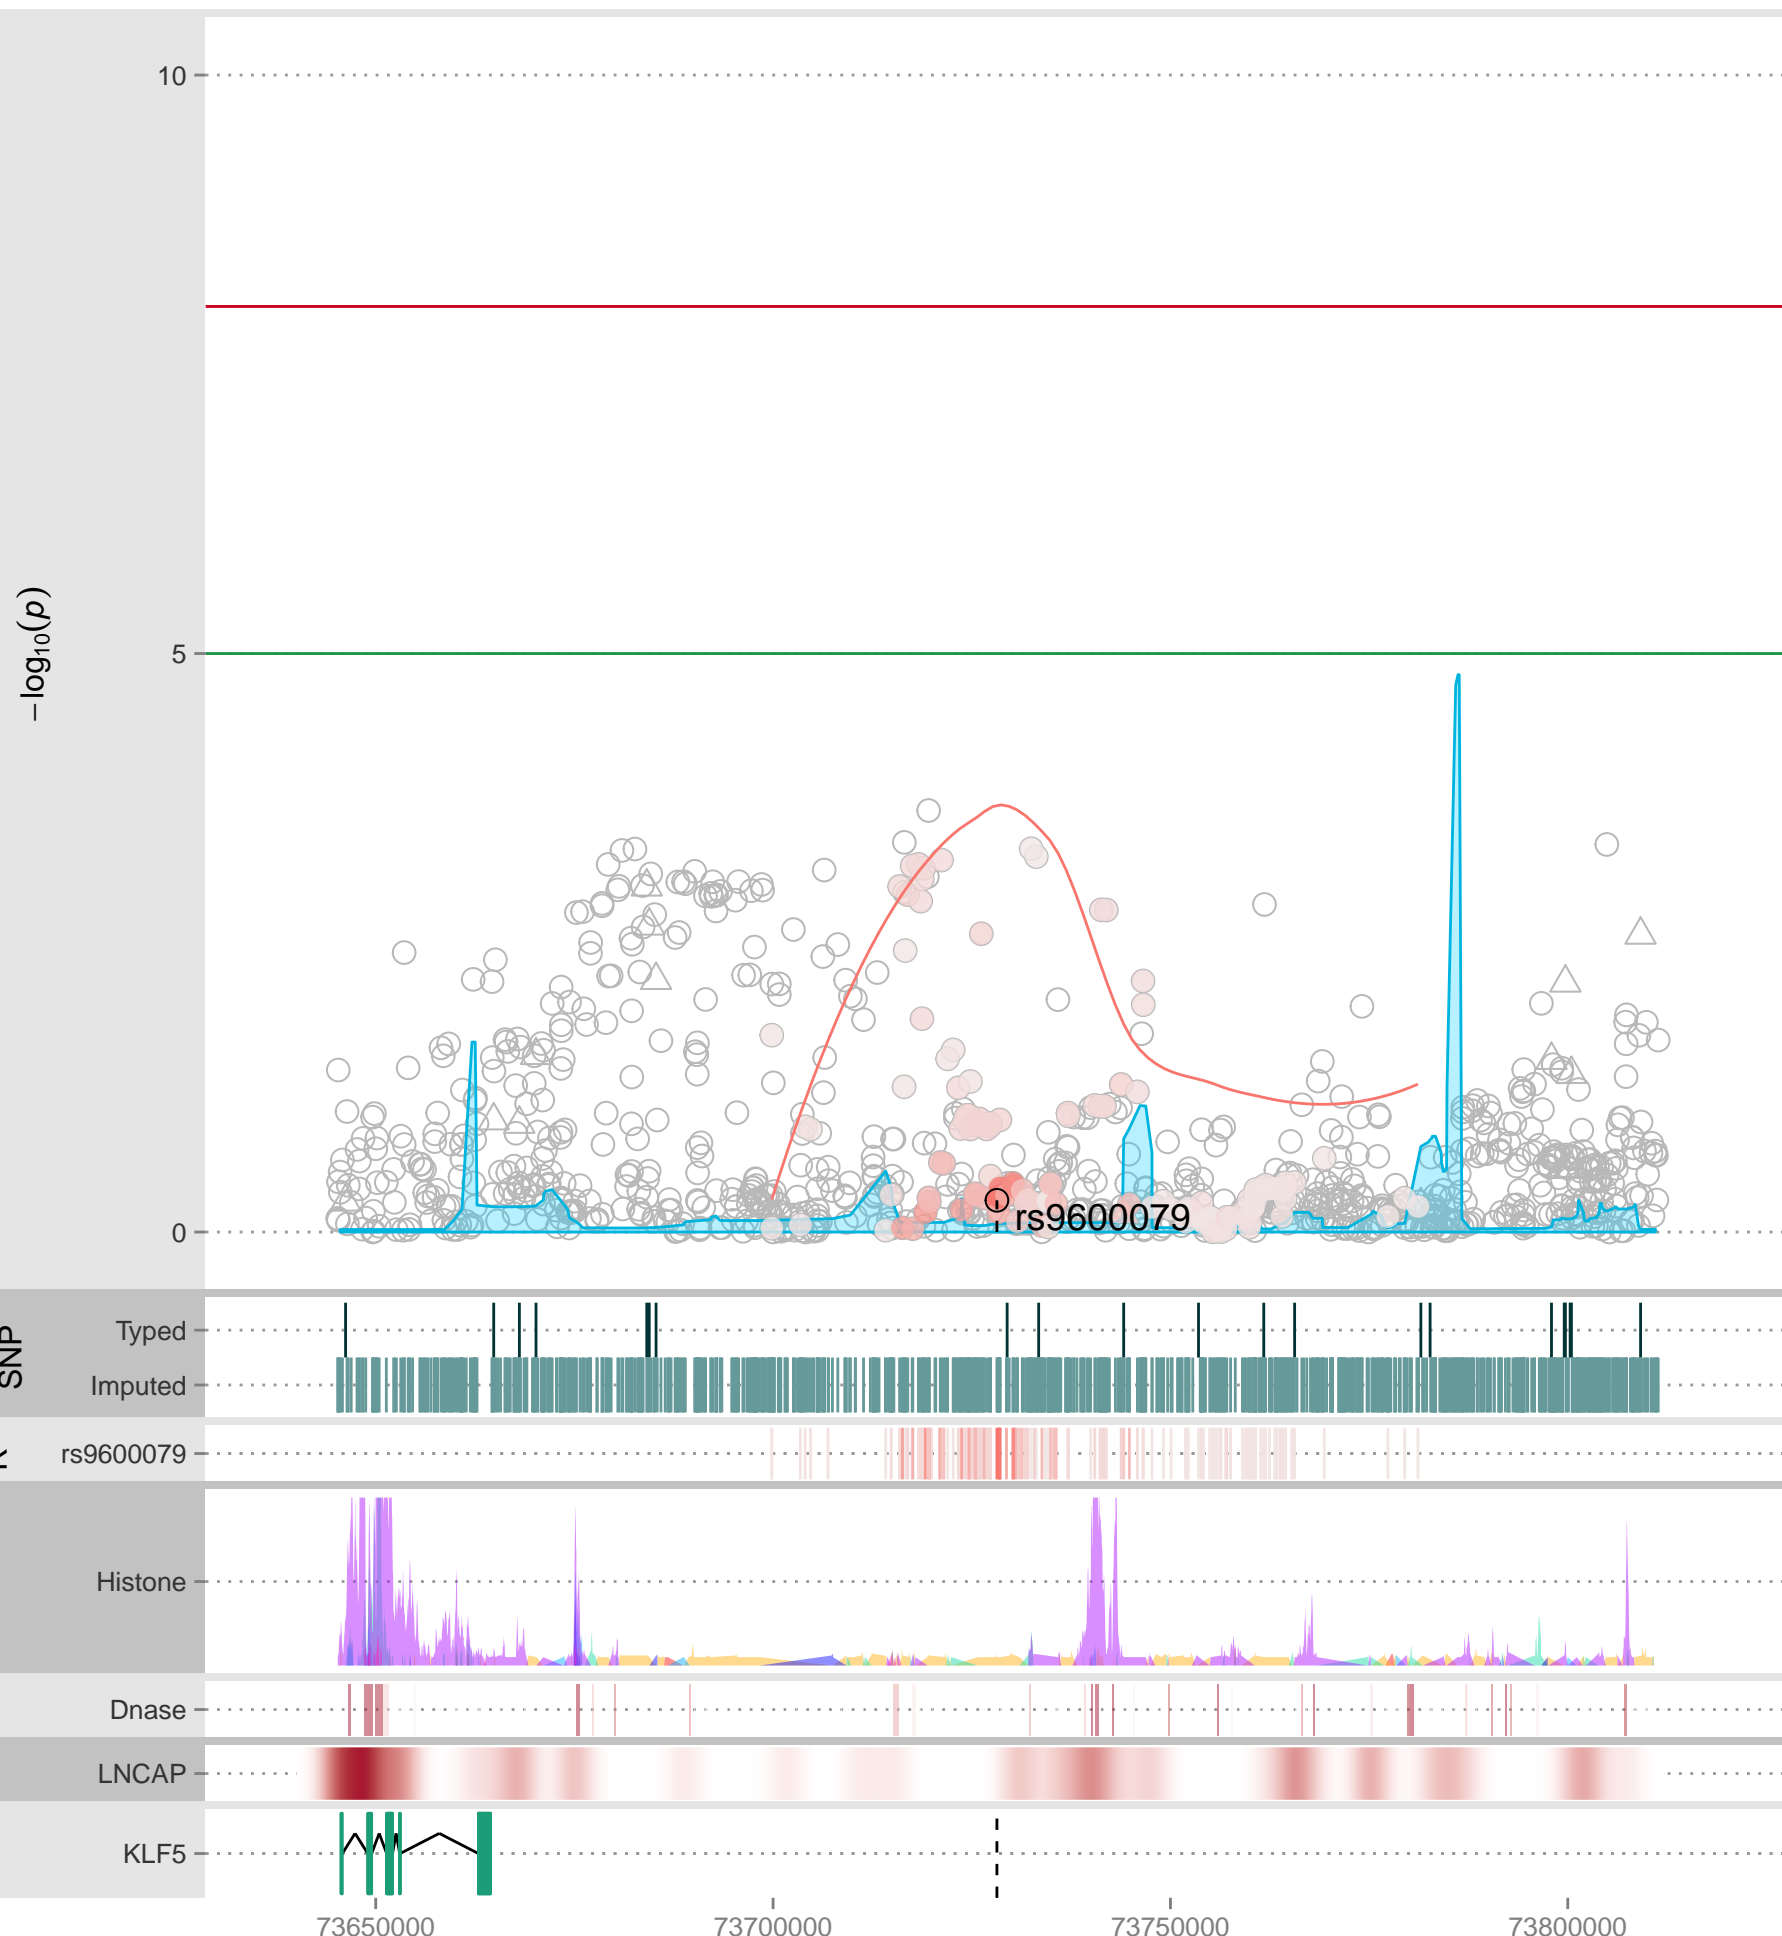 10
5
0
−log10(p)
rs9600079
SNP
Typed
Imputed
rs9600079
Histone
Dnase
LNCAP
KLF5
73650000 73700000 73750000 73800000